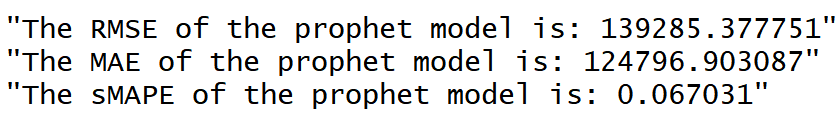 "The RMSE of the prophet model is: 139285.377751"
"The MAE of the prophet model is: 124796.903087"
"The sMAPE of the prophet model is: 0.067031"